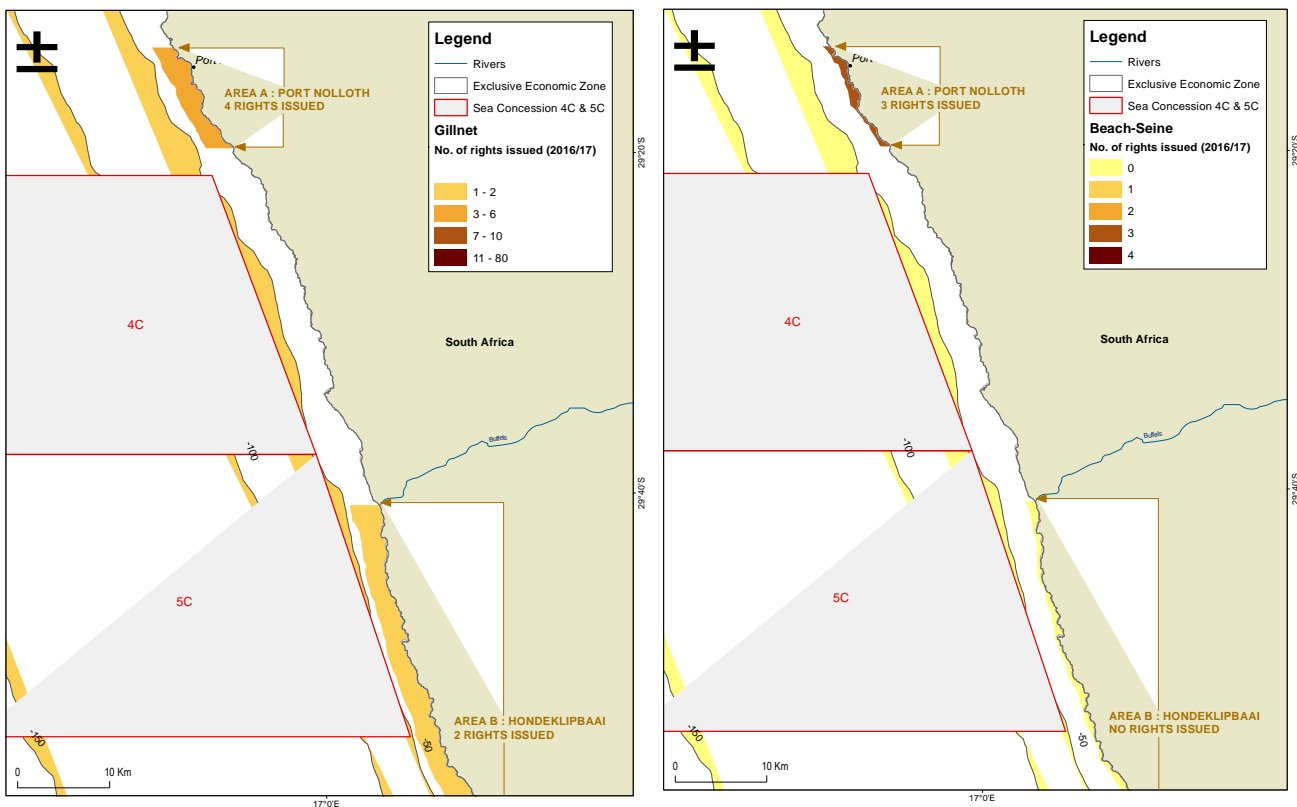 Legend
Rivers
Exclusive Economic Zone
Sea Concession 4C & 5C
Gillnet
No. of rights issued (2016/17)
1 - 2
3 - 6
7 - 10
11 - 80
Port
AREA A : PORT NOLLOTH
4 RIGHTS ISSUED
29°20'S
4C
South Africa
Buffels
-100
29°40'S
5C
AREA B : HONDEKLIPBAAI
2 RIGHTS ISSUED
-150
-50
0
10 Km
17°0'E
Legend
Rivers
Exclusive Economic Zone
Sea Concession 4C & 5C
Beach-Seine
No. of rights issued (2016/17)
0
1
2
3
4
AREA A : PORT NOLLOTH
3 RIGHTS ISSUED
29°20'S
4C
South Africa
Buffels
-100
29°40'S
5C
AREA B : HONDEKLIPBAAI
NO RIGHTS ISSUED
-150
-50
0
10 Km
17°0'E